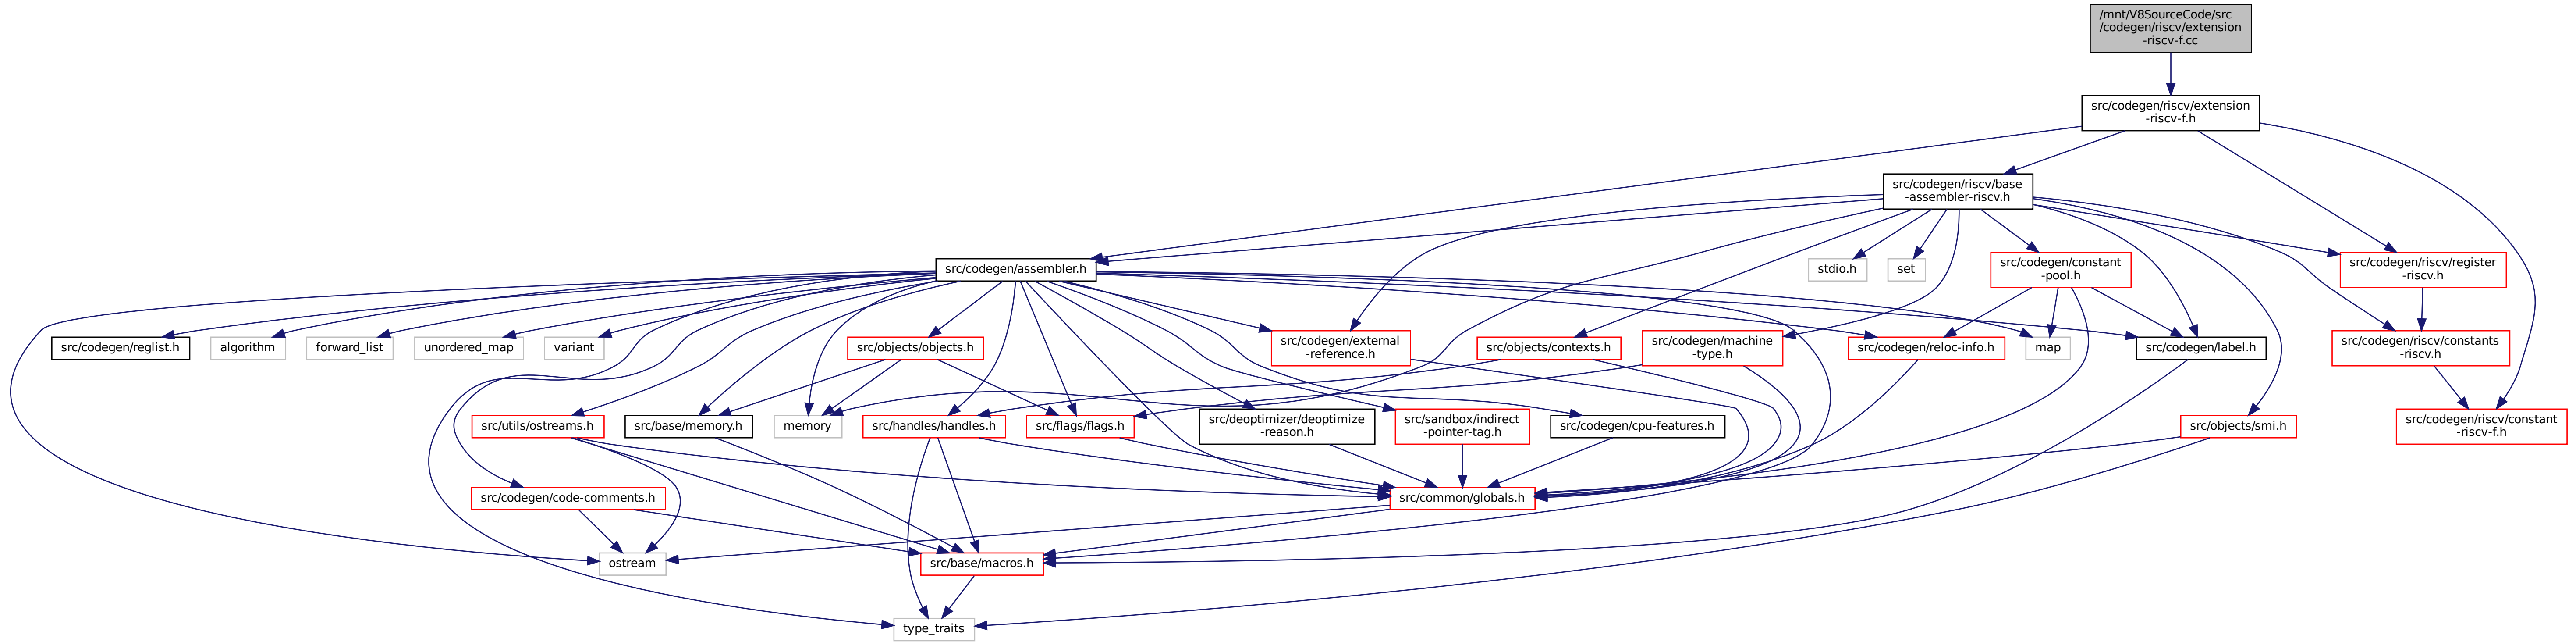 /mnt/V8SourceCode/src
/codegen/riscv/extension
-riscv-f.cc
src/codegen/riscv/extension
-riscv-f.h
src/codegen/riscv/base
-assembler-riscv.h
src/codegen/assembler.h
stdio.h
set
src/codegen/constant
-pool.h
src/codegen/riscv/register
-riscv.h
src/codegen/reglist.h
algorithm
forward_list
unordered_map
variant
src/objects/objects.h
src/codegen/external
-reference.h
src/objects/contexts.h
src/codegen/machine
-type.h
src/codegen/reloc-info.h
map
src/codegen/label.h
src/codegen/riscv/constants
-riscv.h
src/utils/ostreams.h
src/base/memory.h
memory
src/handles/handles.h
src/flags/flags.h
src/deoptimizer/deoptimize
-reason.h
src/sandbox/indirect
-pointer-tag.h
src/codegen/cpu-features.h
src/objects/smi.h
src/codegen/riscv/constant
-riscv-f.h
src/codegen/code-comments.h
src/common/globals.h
ostream
src/base/macros.h
type_traits